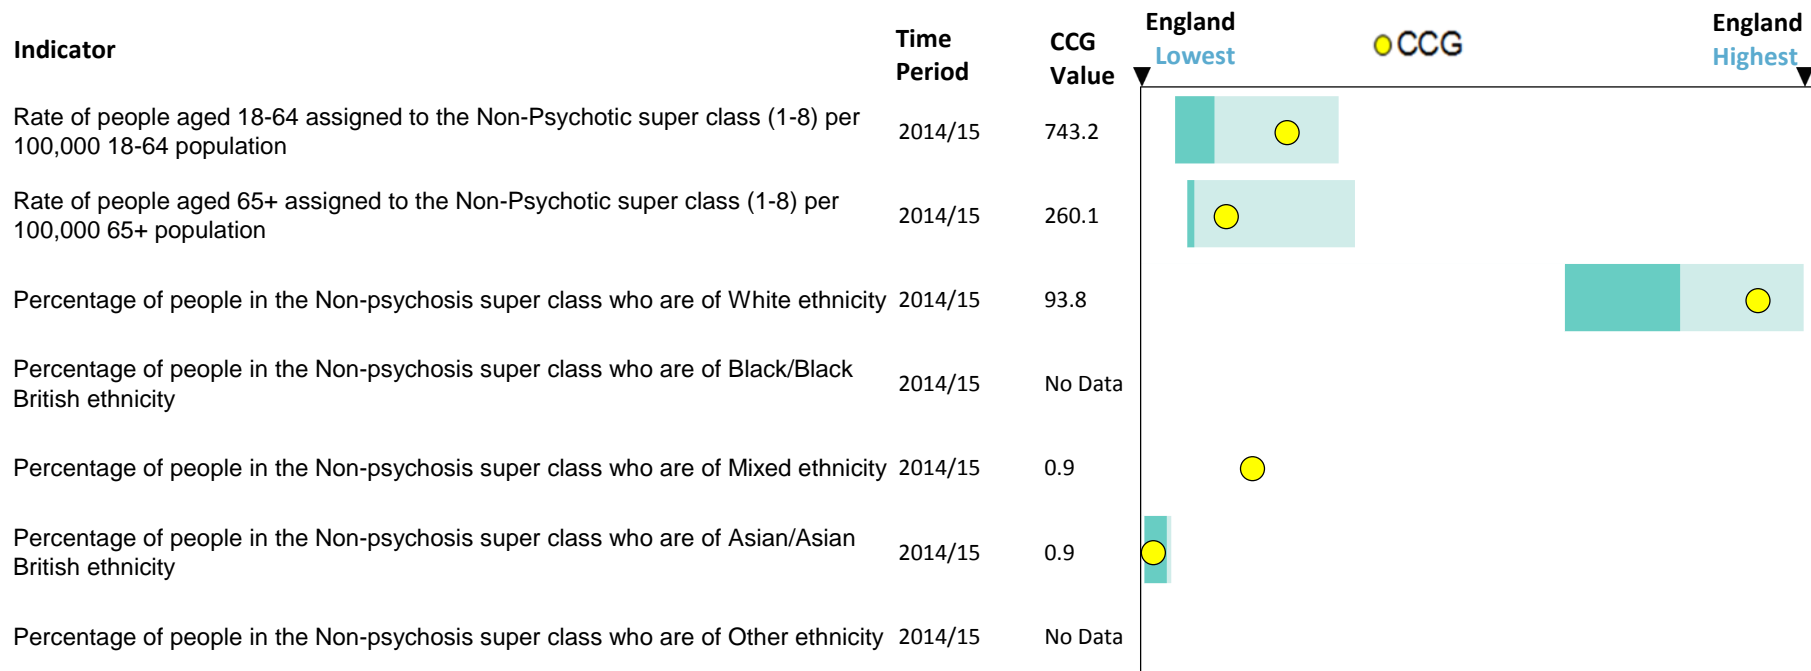 Indicator
Time Period
CCG Value
England Lowest
CCG
England Highest
Rate of people aged 18-64 assigned to the Non-Psychotic super class (1-8) per
100,000 18-64 population
2014/15
743.2
Rate of people aged 65+ assigned to the Non-Psychotic super class (1-8) per
100,000 65+ population
2014/15
260.1
Percentage of people in the Non-psychosis super class who are of White ethnicity
2014/15
93.8
Percentage of people in the Non-psychosis super class who are of Black/Black
British ethnicity
2014/15
No Data
Percentage of people in the Non-psychosis super class who are of Mixed ethnicity
2014/15
0.9
Percentage of people in the Non-psychosis super class who are of Asian/Asian
British ethnicity
2014/15
0.9
Percentage of people in the Non-psychosis super class who are of Other ethnicity
2014/15
No Data